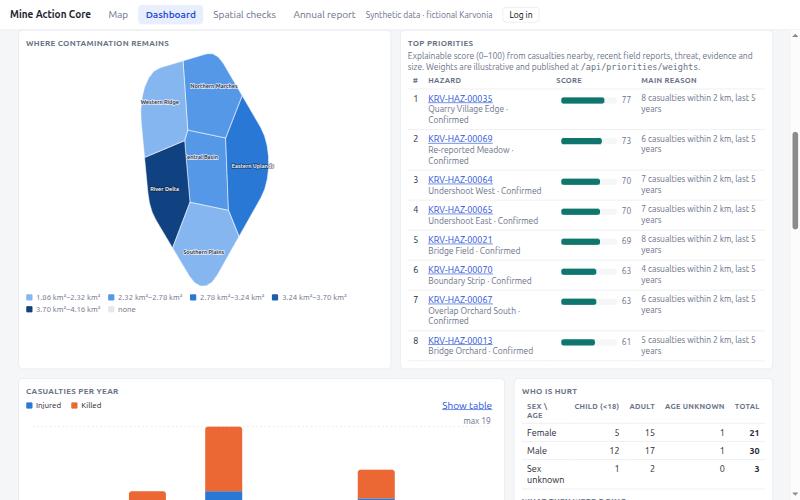 Mine Action Core Map Dashboard Spatial checks Annual report Synthetic data · fictional Karvonia Log in
WHERE CONTAMINATION REMAINS
Western Ridge
Northern Marches
entral Basin
Eastern Uplands
River Delta
Southern Plains
1.86 km²–2.32 km² 2.32 km²–2.78 km² 2.78 km²–3.24 km² 3.24 km²–3.70 km²
3.70 km²–4.16 km² none
TOP PRIORITIES
Explainable score (0–100) from casualties nearby, recent field reports, threat, evidence and
size. Weights are illustrative and published at /api/priorities/weights.
# HAZARD SCORE MAIN REASON
1 KRV-HAZ-00035 77 8 casualties within 2 km, last 5
Quarry Village Edge · years
Confirmed
2 KRV-HAZ-00069 73 6 casualties within 2 km, last 5
Re-reported Meadow · years
Confirmed
3 KRV-HAZ-00064 70 7 casualties within 2 km, last 5
Undershoot West · Confirmed years
4 KRV-HAZ-00065 70 7 casualties within 2 km, last 5
Undershoot East · Confirmed years
5 KRV-HAZ-00021 69 8 casualties within 2 km, last 5
Bridge Field · Confirmed years
6 KRV-HAZ-00070 63 4 casualties within 2 km, last 5
Boundary Strip · Confirmed years
7 KRV-HAZ-00067 63 6 casualties within 2 km, last 5
Overlap Orchard South · years
Confirmed
8 KRV-HAZ-00013 61 5 casualties within 2 km, last 5
Bridge Orchard · Confirmed years
CASUALTIES PER YEAR
Injured Killed Show table
max 19
WHO IS HURT
SEX \ CHILD (<18) ADULT AGE UNKNOWN TOTAL
AGE
Female 5 15 1 21
Male 12 17 1 30
Sex 1 2 0 3
unknown